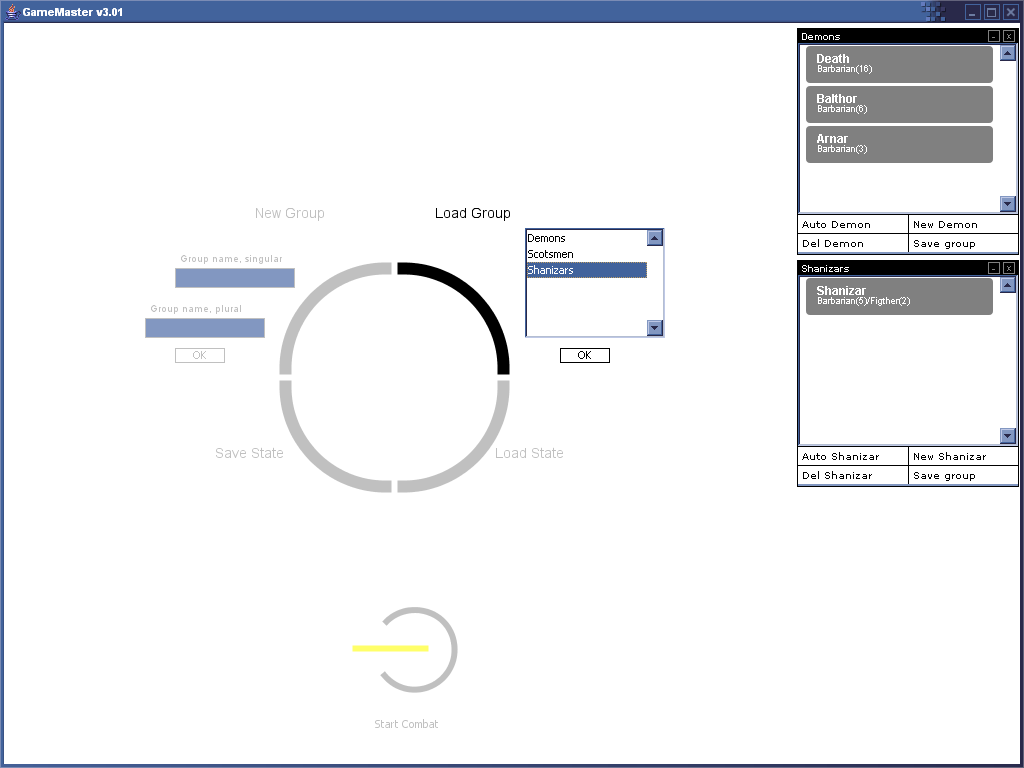 GameMaster v3.01
New Group
Load Group
Group name, singular
Group name, plural
OK
Demons
Scotsmen
Shanizars
OK
Save State
Load State
Start Combat
Demons
Death
Barbarian(16)
Balthor
Barbarian(6)
Arnar
Barbarian(3)
Auto Demon
New Demon
Del Demon
Save group
Shanizars
Shanizar
Barbarian(5)/Figther(2)
Auto Shanizar
New Shanizar
Del Shanizar
Save group